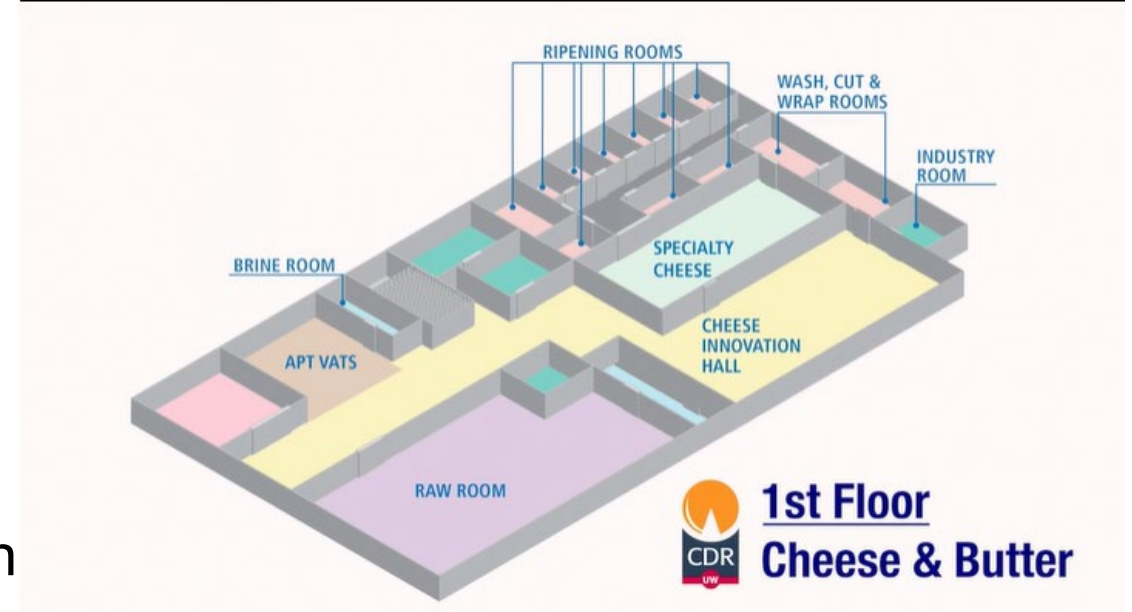 RIPENING ROOMS
WASH, CUT &
WRAP ROOMS
INDUSTRY
ROOM
BRINE ROOM
SPECIALTY
CHEESE
CHEESE
INNOVATION
HALL
APT VATS
RAW ROOM
n
CDR
UW
1st Floor
Cheese & Butter